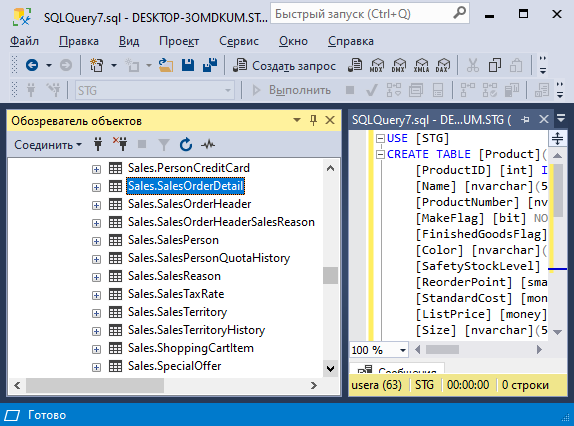 SQLQuery7.sql - DESKTOP-3OMDKUM.ST...
Быстрый запуск (Ctrl+Q)
Файл Правка Вид Проект Сервис Окно Справка
Создать запрос MDX DMX XMLA DAX
STG Выполнить
Обозреватель объектов
Соединить
Sales.PersonCreditCard
Sales.SalesOrderDetail
Sales.SalesOrderHeader
Sales.SalesOrderHeaderSalesReason
Sales.SalesPerson
Sales.SalesPersonQuotaHistory
Sales.SalesReason
Sales.SalesTaxRate
Sales.SalesTerritory
Sales.SalesTerritoryHistory
Sales.ShoppingCartItem
Sales.SpecialOffer
SQLQuery7.sql - DE...UM.STG (
USE [STG]
CREATE TABLE [Product](
[ProductID] [int] I
[Name] [nvarchar](5
[ProductNumber] [nv
[MakeFlag] [bit] NO
[FinishedGoodsFlag]
[Color] [nvarchar](
[SafetyStockLevel]
[ReorderPoint] [sma
[StandardCost] [mon
[ListPrice] [money]
[Size] [nvarchar](5
100 %
Сообщения
usera (63) STG 00:00:00 0 строки
Готово